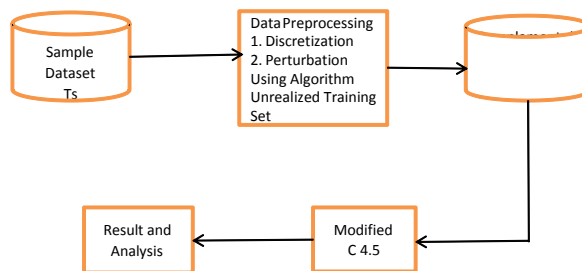 Sample
Dataset
Ts
Data Preprocessing
1. Discretization
2. Perturbation
Using Algorithm
Unrealized Training
Set
Modified
C 4.5
Result and
Analysis